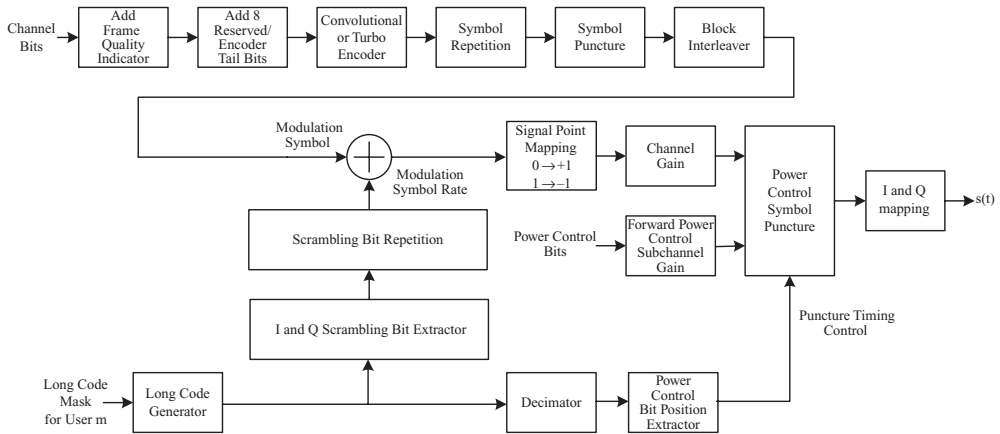 Channel
Bits
Add
Frame
Quality
Indicator
Add 8
Reserved/
Encoder
Tail Bits
Convolutional
or Turbo
Encoder
Symbol
Repetition
Symbol
Puncture
Block
Interleaver
Modulation
Symbol
Modulation
Symbol Rate
Signal Point
Mapping
0→+1
1→–1
Channel
Gain
Power
Control
Symbol
Puncture
I and Q
mapping
s(t)
Scrambling Bit Repetition
Power Control
Bits
Forward Power
Control
Subchannel
Gain
I and Q Scrambling Bit Extractor
Puncture Timing
Control
Long Code
Mask
for User m
Long Code
Generator
Decimator
Power
Control
Bit Position
Extractor